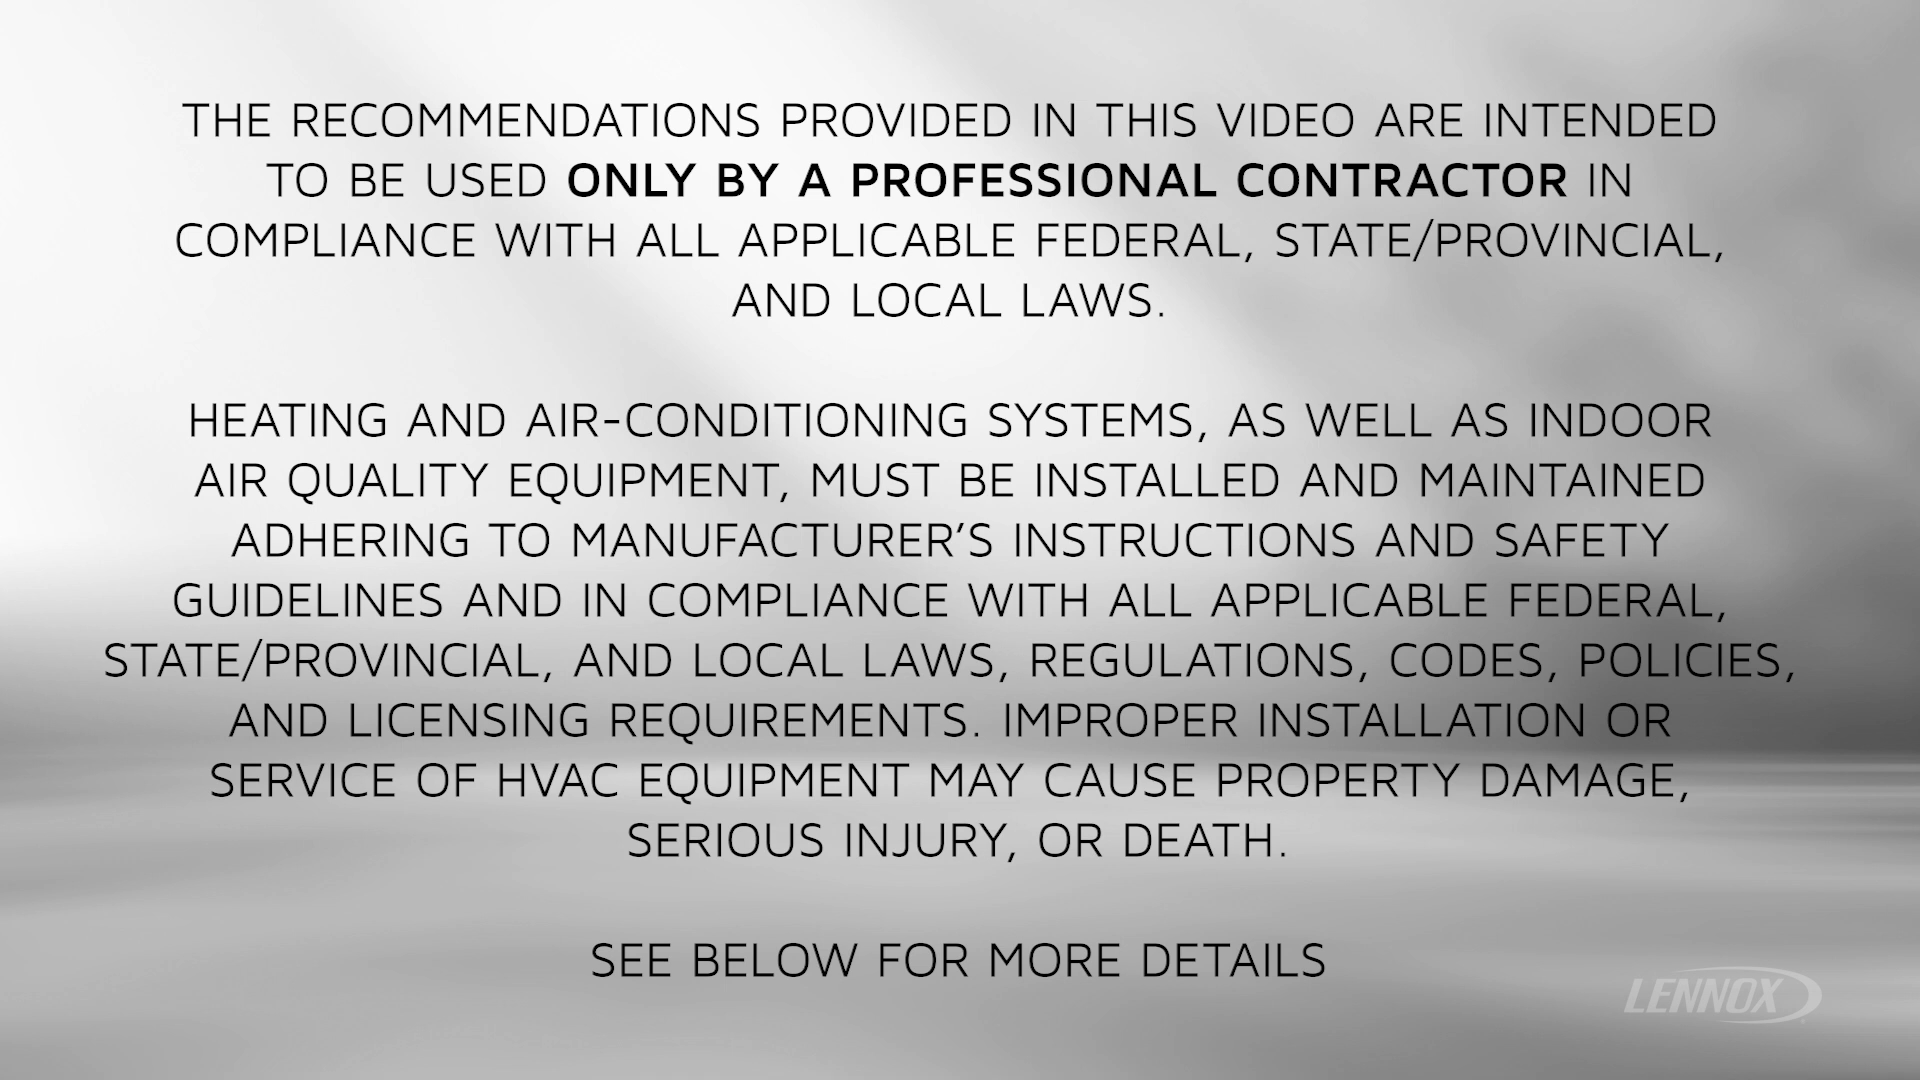 THE RECOMMENDATIONS PROVIDED IN THIS VIDEO ARE INTENDED
TO BE USED ONLY BY A PROFESSIONAL CONTRACTOR IN
COMPLIANCE WITH ALL APPLICABLE FEDERAL, STATE/PROVINCIAL,
AND LOCAL LAWS.
HEATING AND AIR-CONDITIONING SYSTEMS, AS WELL AS INDOOR
AIR QUALITY EQUIPMENT, MUST BE INSTALLED AND MAINTAINED
ADHERING TO MANUFACTURER’S INSTRUCTIONS AND SAFETY
GUIDELINES AND IN COMPLIANCE WITH ALL APPLICABLE FEDERAL,
STATE/PROVINCIAL, AND LOCAL LAWS, REGULATIONS, CODES, POLICIES,
AND LICENSING REQUIREMENTS. IMPROPER INSTALLATION OR
SERVICE OF HVAC EQUIPMENT MAY CAUSE PROPERTY DAMAGE,
SERIOUS INJURY, OR DEATH.
SEE BELOW FOR MORE DETAILS
LENNOX